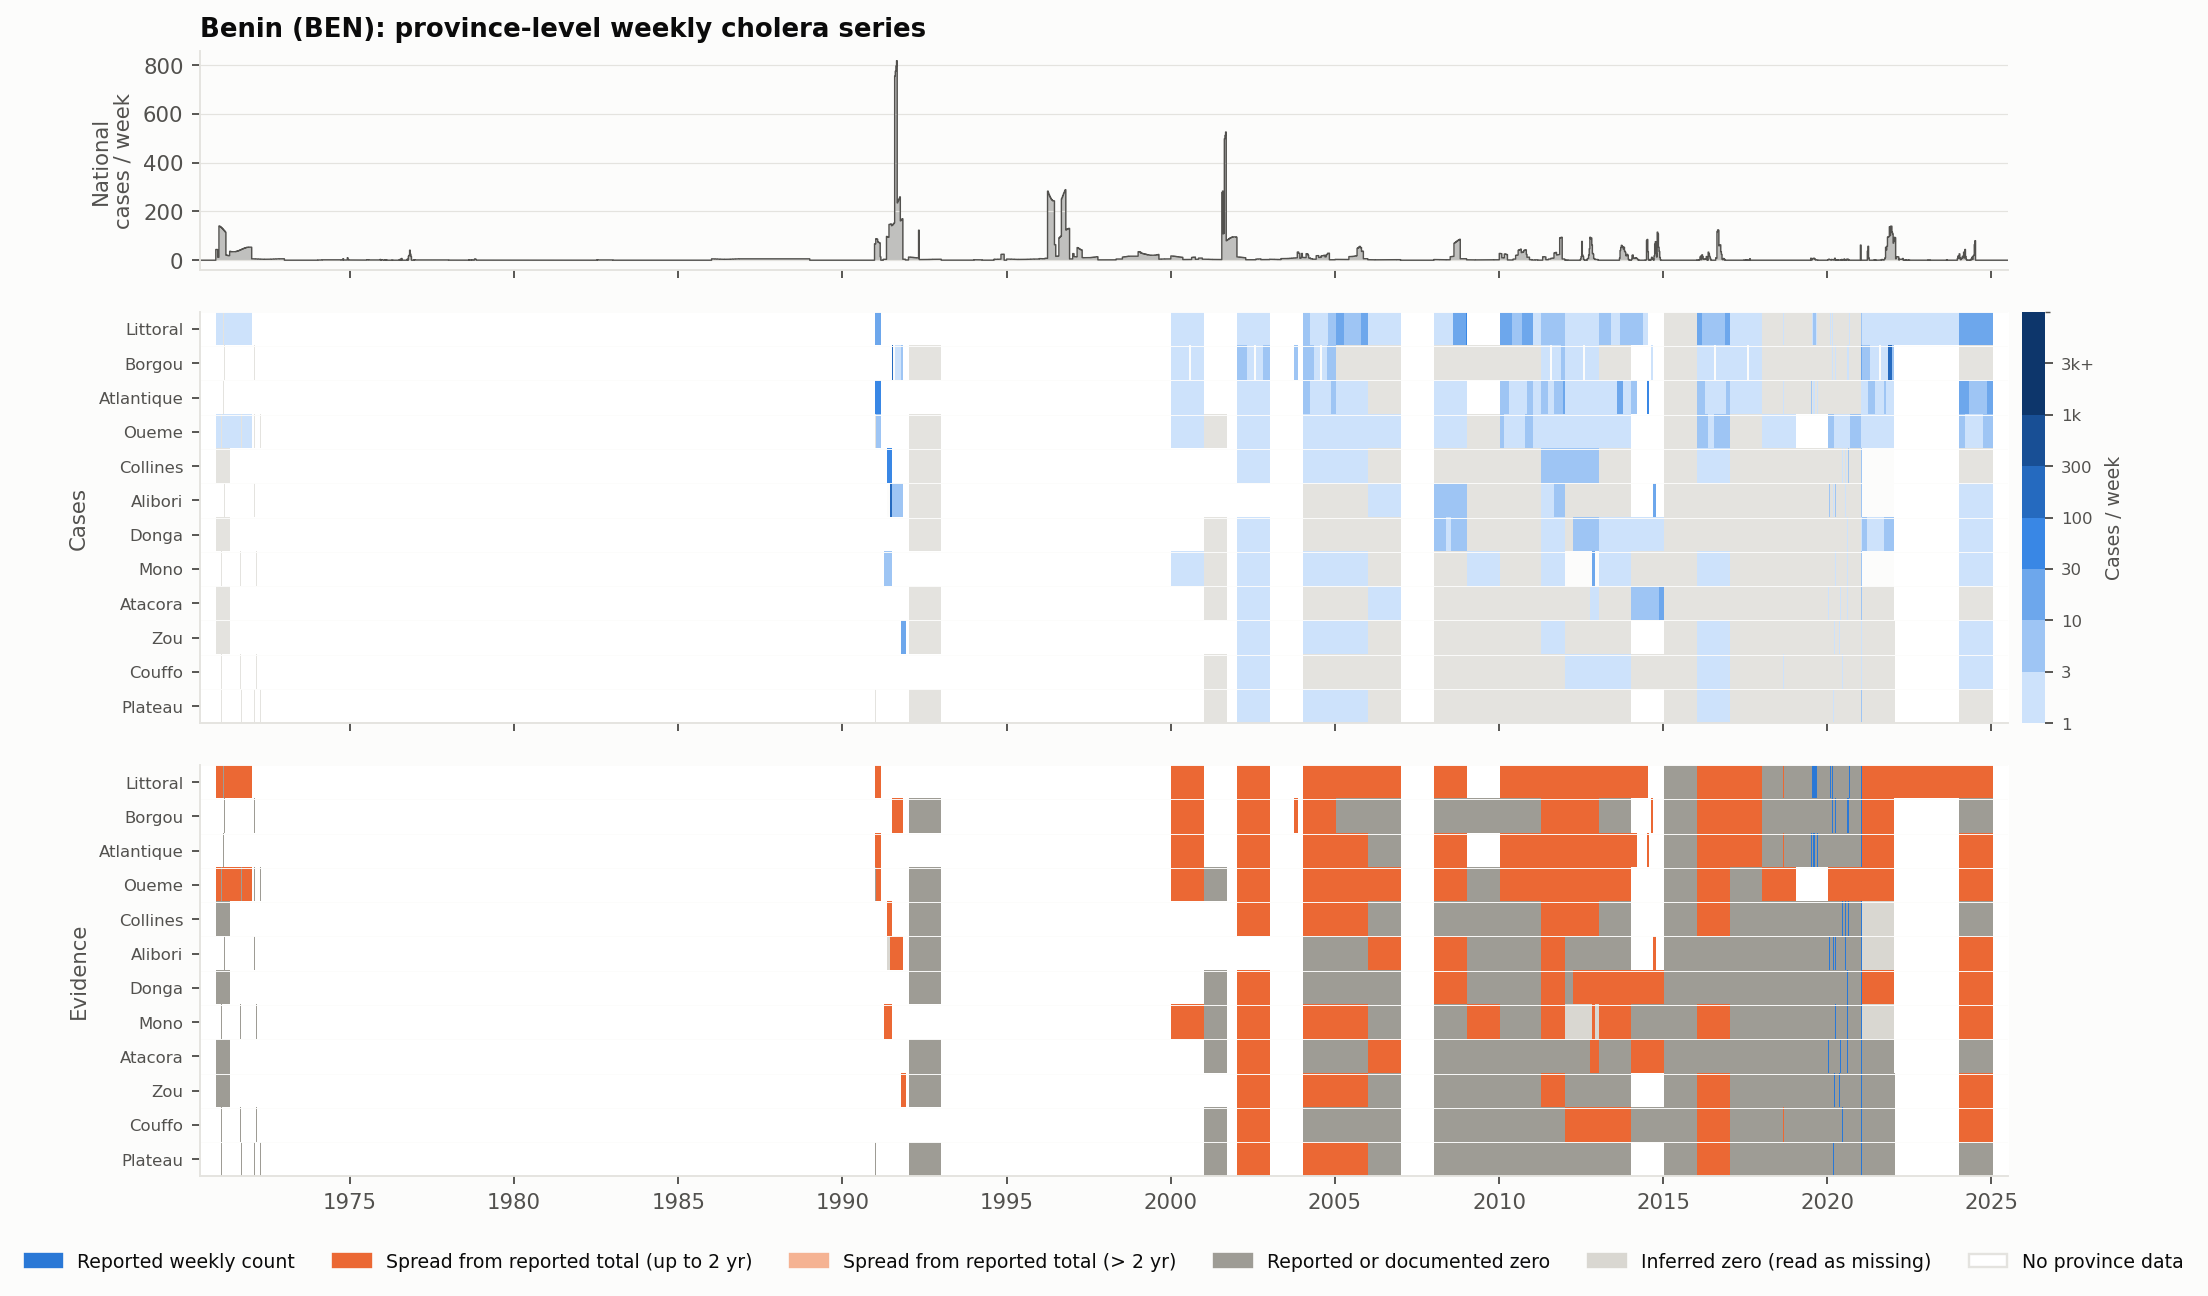 Benin (BEN): province-level weekly cholera series
National
cases / week
800
600
400
200
0
Cases
Littoral
Borgou
Atlantique
Oueme
Collines
Alibori
Donga
Mono
Atacora
Zou
Couffo
Plateau
3k+
1k
300
100
30
10
3
1
Cases / week
Evidence
Littoral
Borgou
Atlantique
Oueme
Collines
Alibori
Donga
Mono
Atacora
Zou
Couffo
Plateau
1975 1980 1985 1990 1995 2000 2005 2010 2015 2020 2025
Reported weekly count Spread from reported total (up to 2 yr) Spread from reported total (> 2 yr) Reported or documented zero Inferred zero (read as missing) No province data